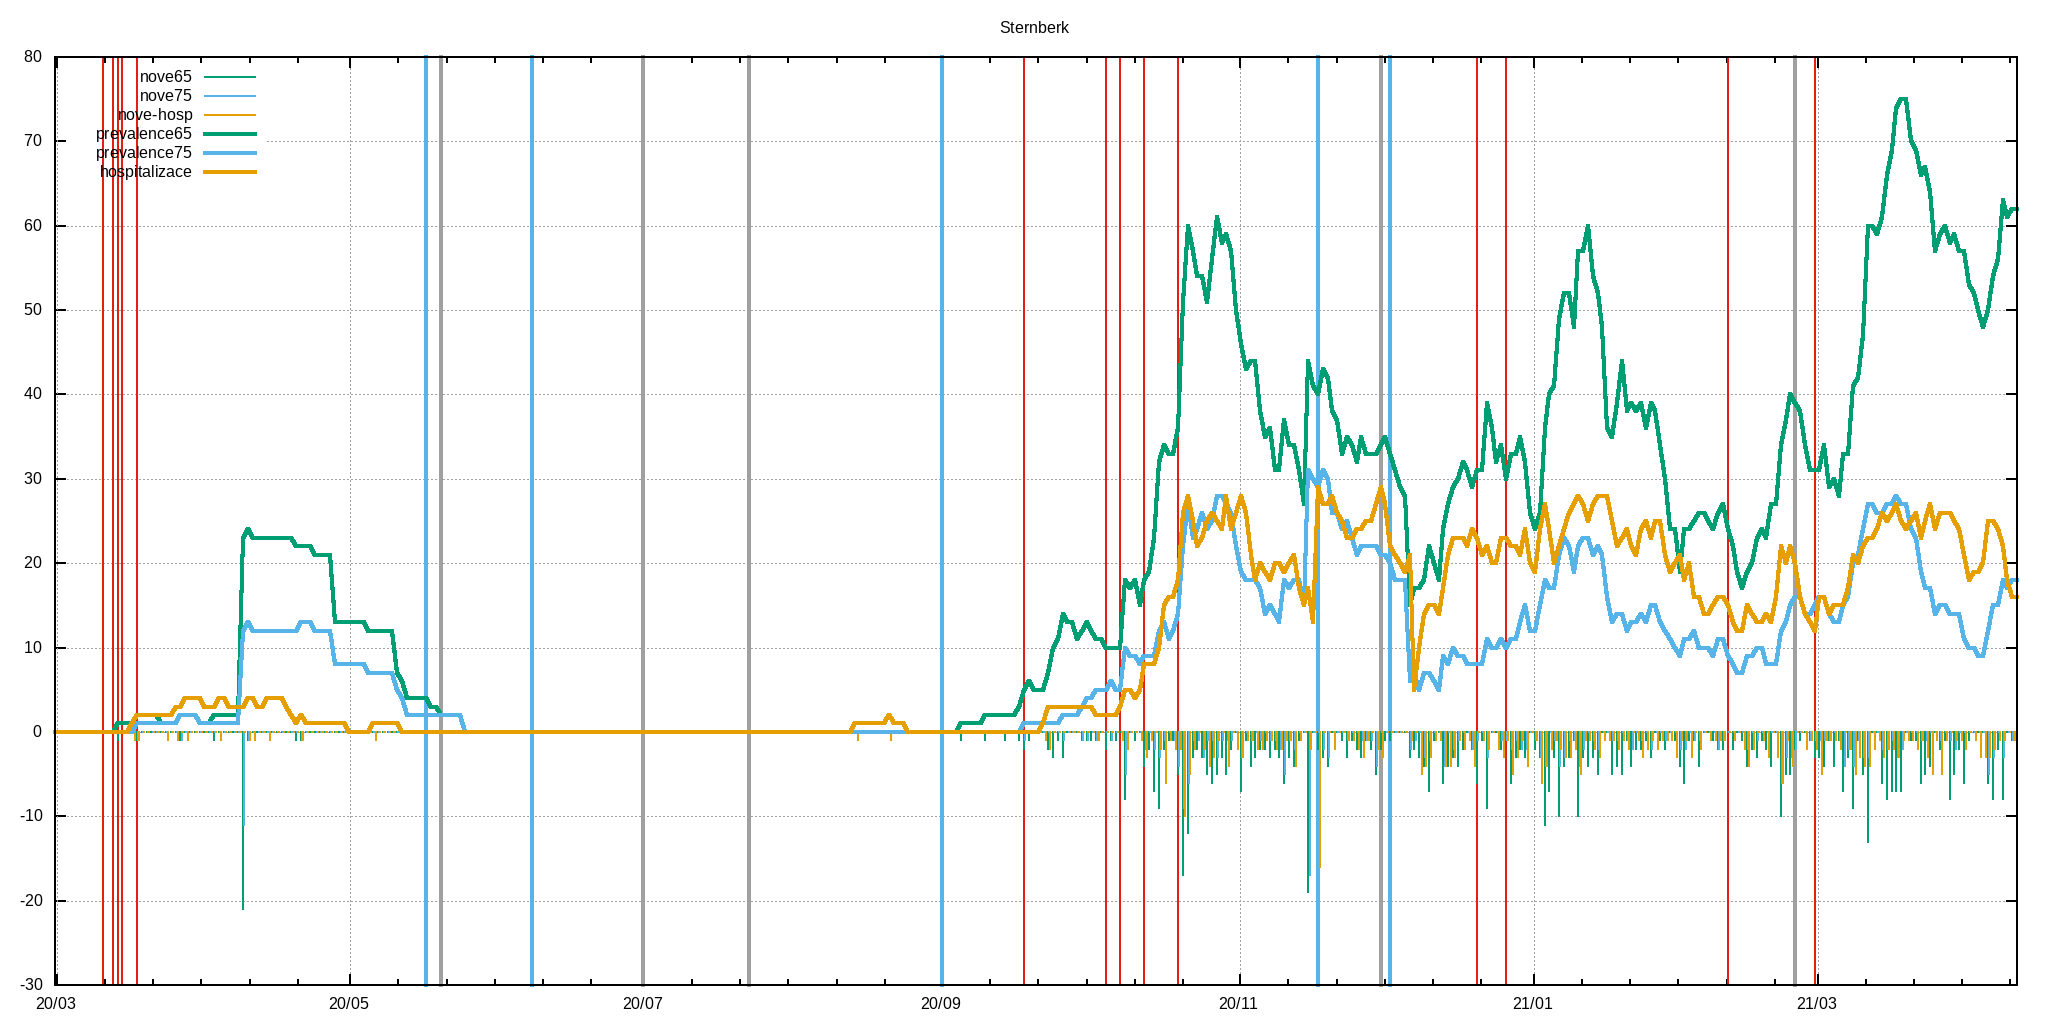 Sternberk
80
70
60
50
40
30
20
10
0
-10
-20
-30
nove65
nove75
nove-hosp
prevalence65
prevalence75
hospitalizace
20/03 20/05 20/07 20/09 20/11 21/01 21/03